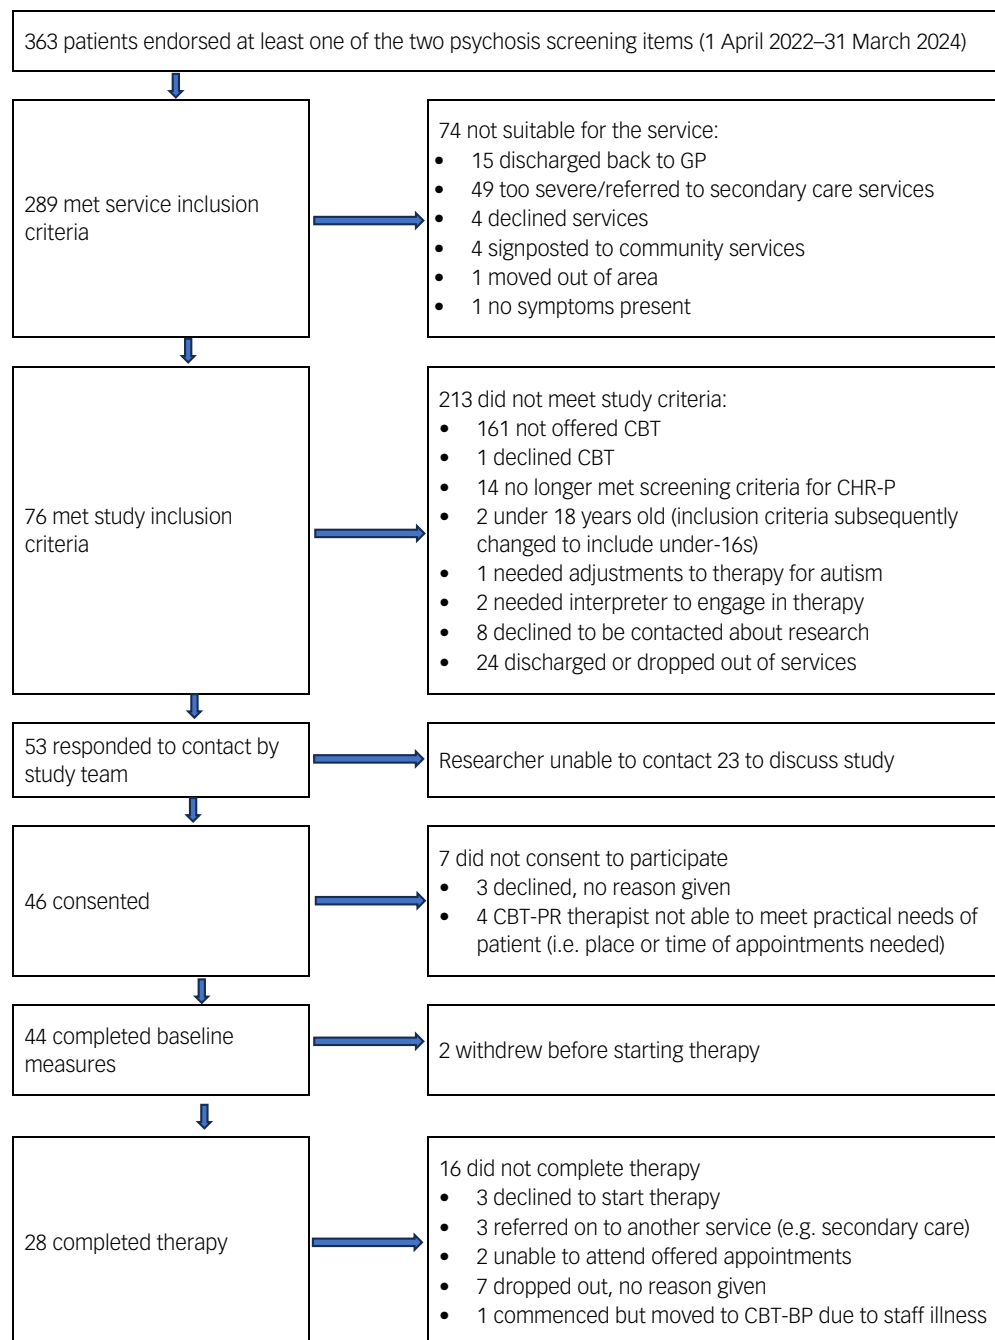 363 patients endorsed at least one of the two psychosis screening items (1 April 2022–31 March 2024)
289 met service inclusion
criteria
74 not suitable for the service:
• 15 discharged back to GP
• 49 too severe/referred to secondary care services
• 4 declined services
• 4 signposted to community services
• 1 moved out of area
• 1 no symptoms present
76 met study inclusion
criteria
213 did not meet study criteria:
• 161 not offered CBT
• 1 declined CBT
• 14 no longer met screening criteria for CHR-P
• 2 under 18 years old (inclusion criteria subsequently
changed to include under-16s)
• 1 needed adjustments to therapy for autism
• 2 needed interpreter to engage in therapy
• 8 declined to be contacted about research
• 24 discharged or dropped out of services
53 responded to contact by
study team
Researcher unable to contact 23 to discuss study
46 consented
7 did not consent to participate
• 3 declined, no reason given
• 4 CBT-PR therapist not able to meet practical needs of
patient (i.e. place or time of appointments needed)
44 completed baseline
measures
2 withdrew before starting therapy
28 completed therapy
16 did not complete therapy
• 3 declined to start therapy
• 3 referred on to another service (e.g. secondary care)
• 2 unable to attend offered appointments
• 7 dropped out, no reason given
• 1 commenced but moved to CBT-BP due to staff illness